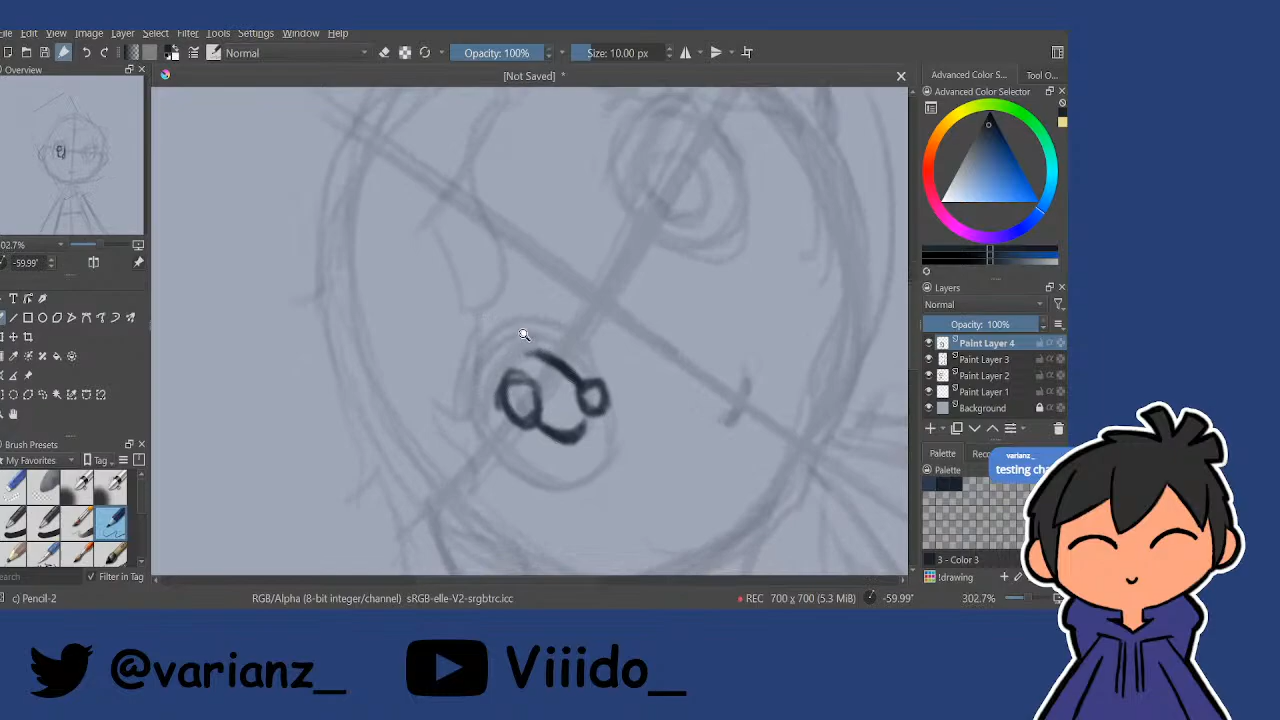 File Edit View Image Layer Select Filter Tools Settings Window Help
Normal
Opacity: 100%
Size: 10.00 px
Overview
[Not Saved] *
Advanced Color S...
Tool O...
Advanced Color Selector
02.7%
-59.99°
Layers
Normal
Opacity: 100%
Paint Layer 4
Paint Layer 3
Paint Layer 2
Paint Layer 1
Background
Brush Presets
My Favorites
Tag
Palette
Palette
varianz_
testing cha
3 - Color 3
!drawing
earch
Filter in Tag
c) Pencil-2
RGB/Alpha (8-bit integer/channel) sRGB-elle-V2-srgbtrc.icc
REC 700 x 700 (5.3 MiB)
-59.99°
302.7%
@varianz_
Viiido_